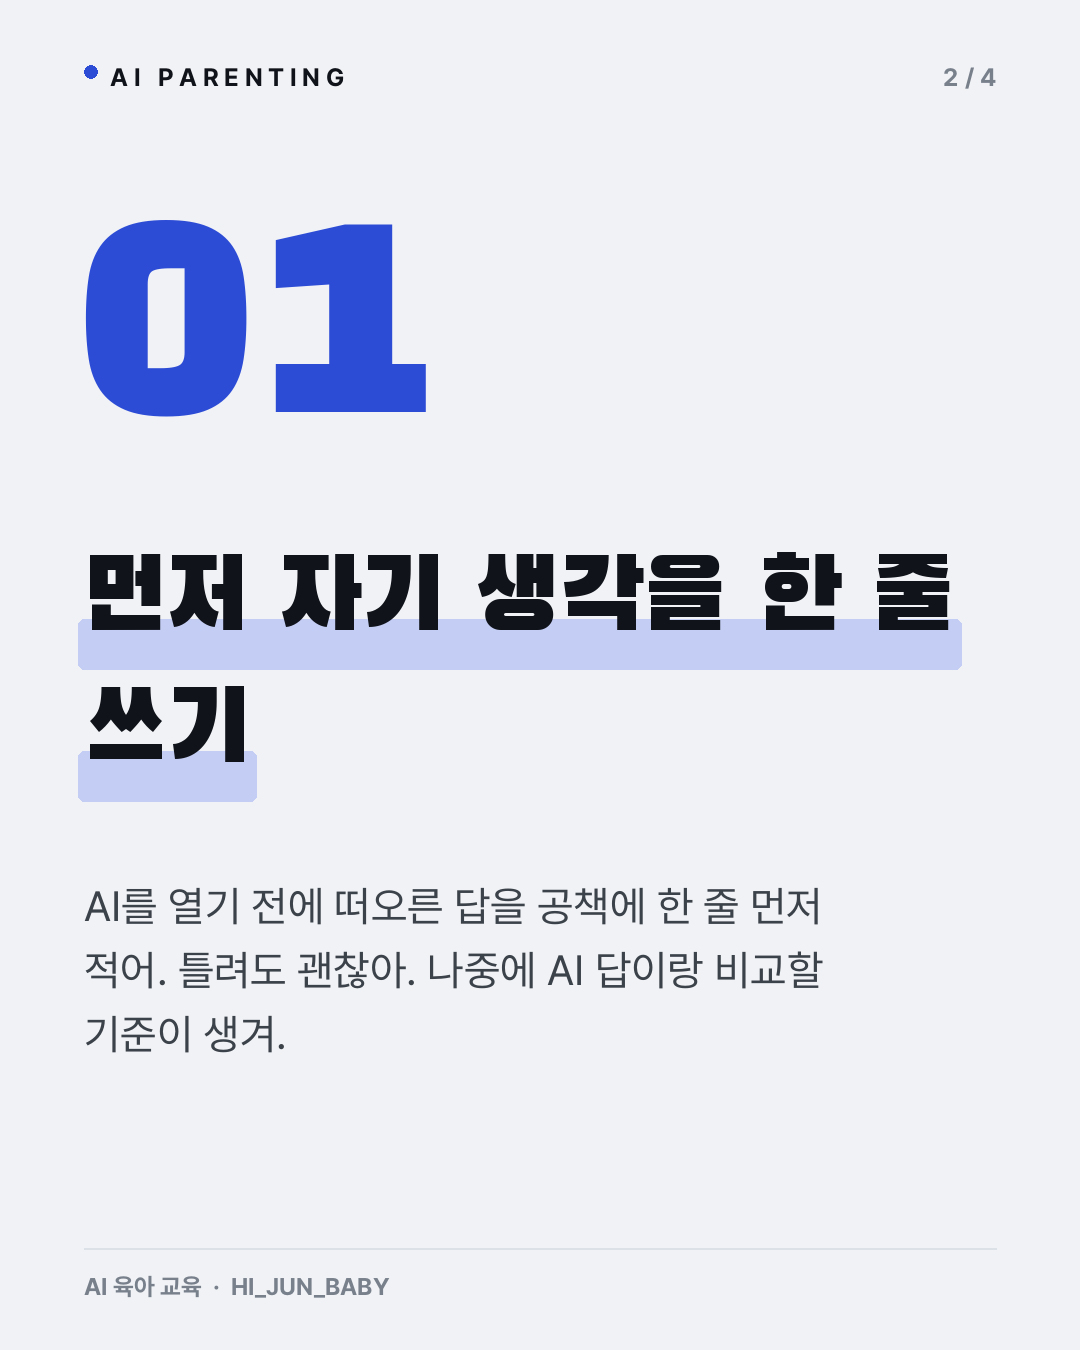 AI PARENTING
2 / 4
01
먼저 자기 생각을 한 줄
쓰기
AI를 열기 전에 떠오른 답을 공책에 한 줄 먼저
적어. 틀려도 괜찮아. 나중에 AI 답이랑 비교할
기준이 생겨.
AI 육아 교육 · HI_JUN_BABY